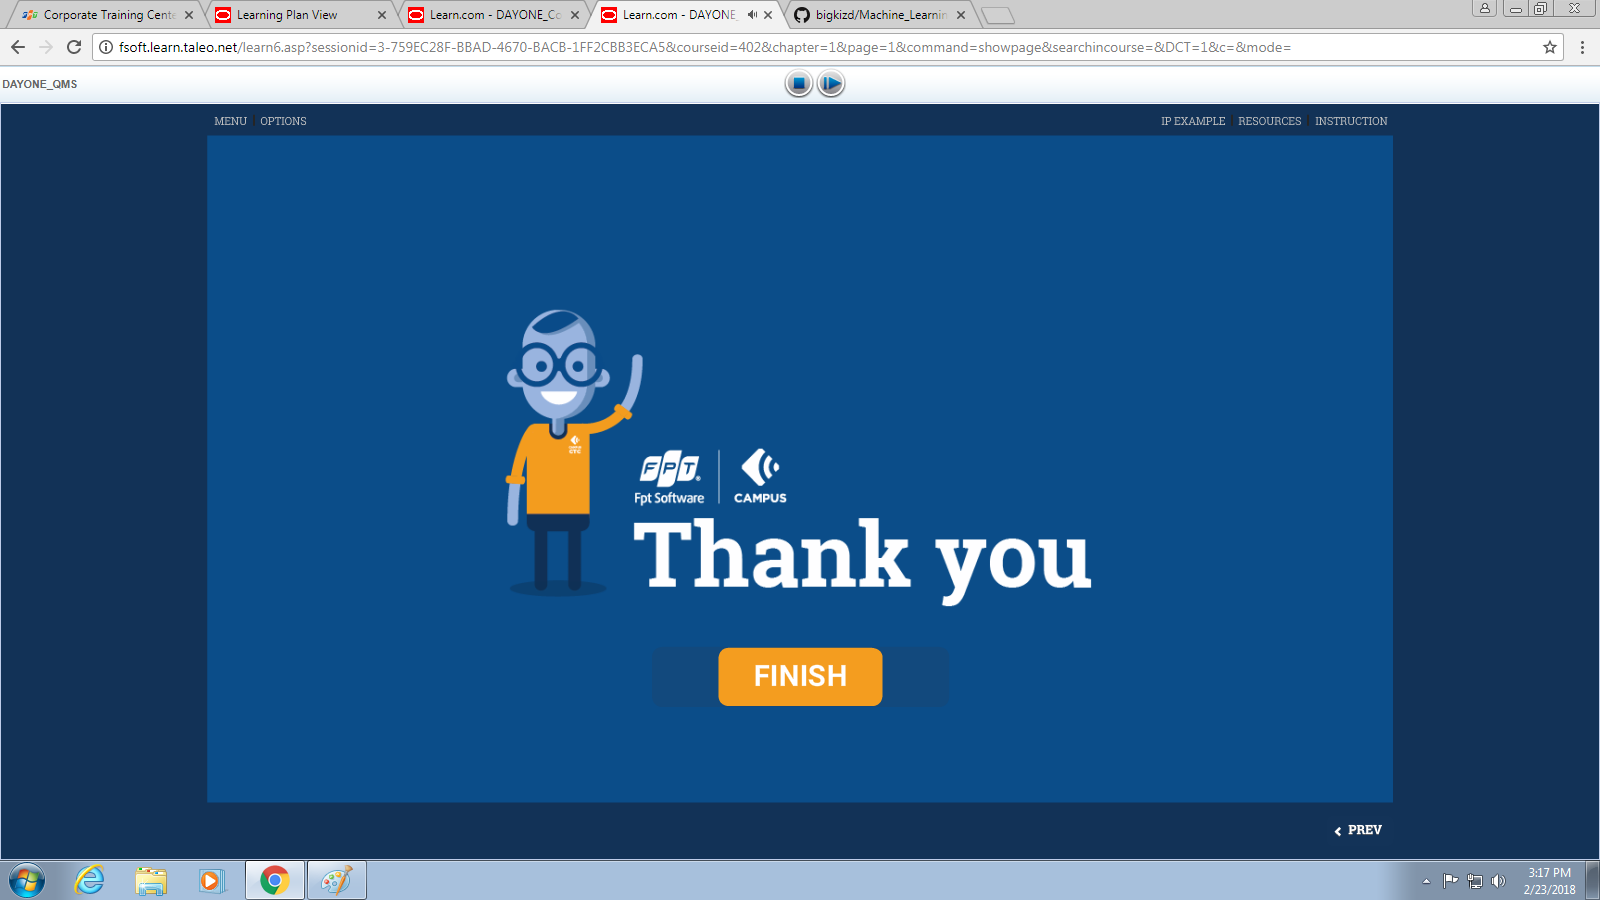 Corporate Training Cente
Learning Plan View
Learn.com - DAYONE_Co
Learn.com - DAYONE_
bigkizd/Machine_Learnin
fsoft.learn.taleo.net/learn6.asp?sessionid=3-759EC28F-BBAD-4670-BACB-1FF2CBB3ECA5&courseid=402&chapter=1&page=1&command=showpage&searchincourse=&DCT=1&c=&mode=
DAYONE_QMS
MENU OPTIONS
IP EXAMPLE RESOURCES INSTRUCTION
FPT
Fpt Software
CAMPUS
Thank you
FINISH
PREV
3:17 PM
2/23/2018